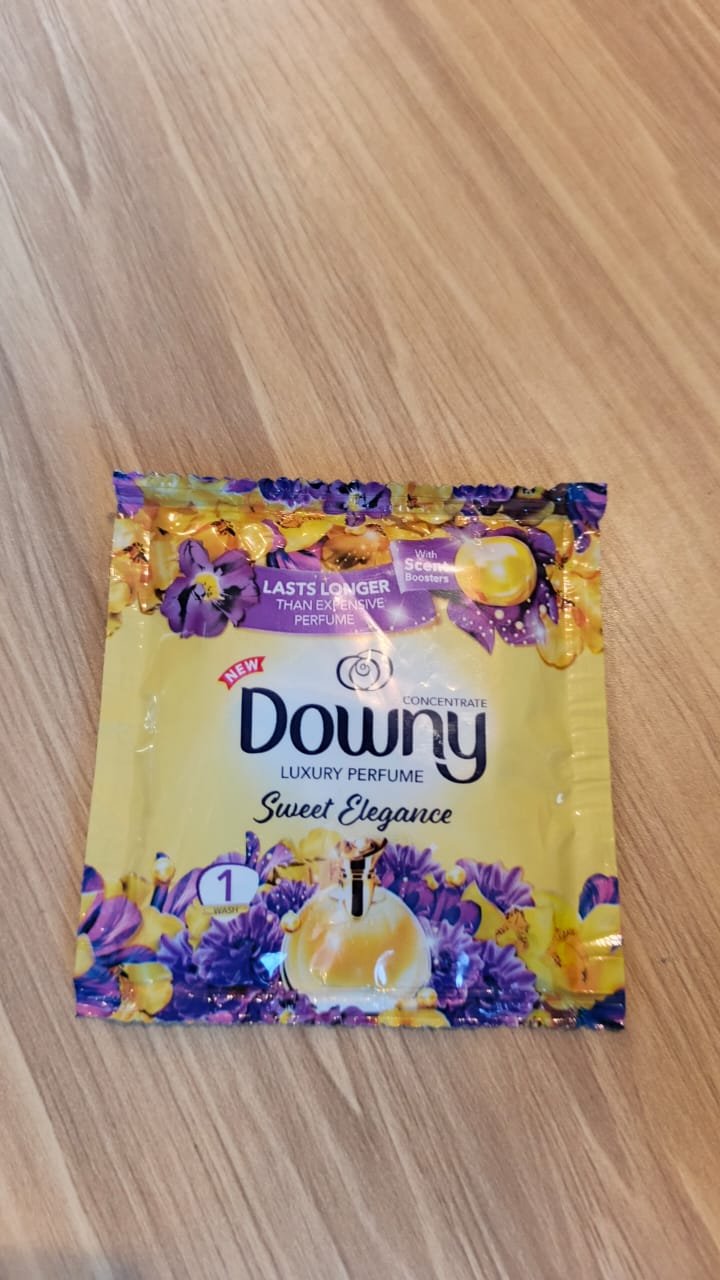 With
Scent
Boosters
LASTS LONGER
THAN EXPENSIVE
PERFUME
NEW
CONCENTRATE
Downy
LUXURY PERFUME
Sweet Elegance
1
WASH